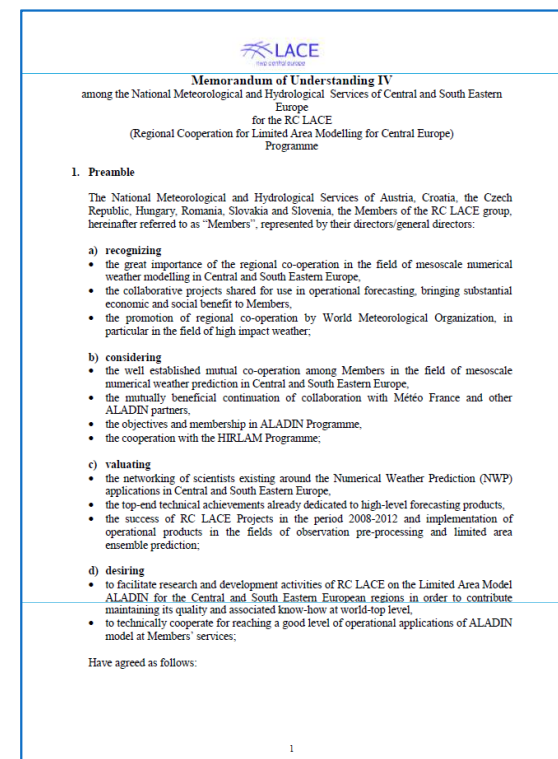 LACE
nwp central europe
Memorandum of Understanding IV
among the National Meteorological and Hydrological Services of Central and South Eastern
Europe
for the RC LACE
(Regional Cooperation for Limited Area Modelling for Central Europe)
Programme
1. Preamble
The National Meteorological and Hydrological Services of Austria, Croatia, the Czech
Republic, Hungary, Romania, Slovakia and Slovenia, the Members of the RC LACE group,
hereinafter referred to as “Members”, represented by their directors/general directors:
a) recognizing
• the great importance of the regional co-operation in the field of mesoscale numerical
weather modelling in Central and South Eastern Europe,
• the collaborative projects shared for use in operational forecasting, bringing substantial
economic and social benefit to Members,
• the promotion of regional co-operation by World Meteorological Organization, in
particular in the field of high impact weather;
b) considering
• the well established mutual co-operation among Members in the field of mesoscale
numerical weather prediction in Central and South Eastern Europe,
• the mutually beneficial continuation of collaboration with Météo France and other
ALADIN partners,
• the objectives and membership in ALADIN Programme,
• the cooperation with the HIRLAM Programme;
c) valuating
• the networking of scientists existing around the Numerical Weather Prediction (NWP)
applications in Central and South Eastern Europe,
• the top-end technical achievements already dedicated to high-level forecasting products,
• the success of RC LACE Projects in the period 2008-2012 and implementation of
operational products in the fields of observation pre-processing and limited area
ensemble prediction;
d) desiring
• to facilitate research and development activities of RC LACE on the Limited Area Model
ALADIN for the Central and South Eastern European regions in order to contribute
maintaining its quality and associated know-how at world-top level,
• to technically cooperate for reaching a good level of operational applications of ALADIN
model at Members’ services;
Have agreed as follows:
1